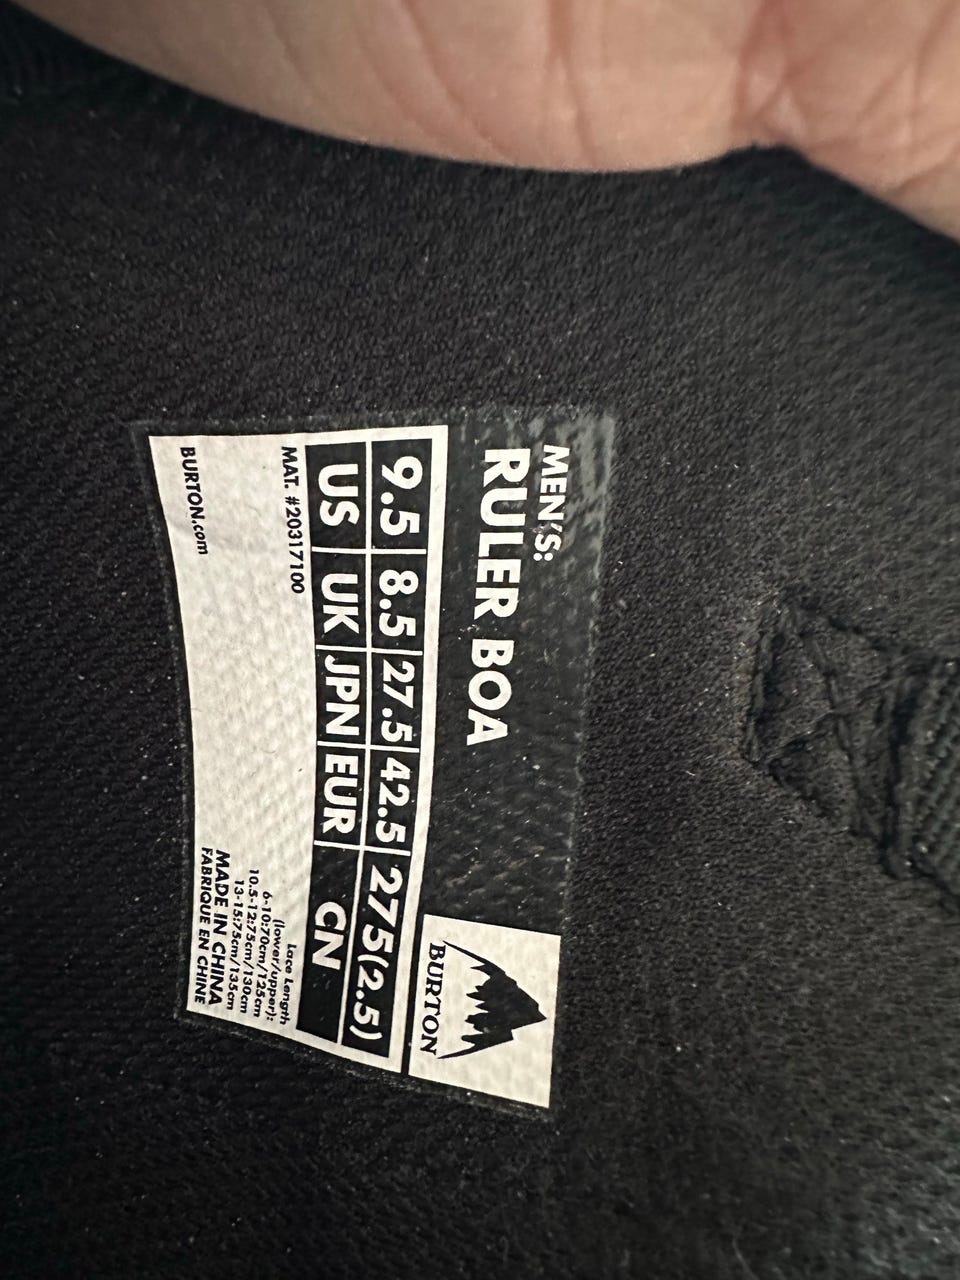 MEN'S:
RULER BOA
BURTON
9.5 8.5 27.5 42.5 275(2.5)
US UK JPN EUR CN
MAT. #20317100
Lace Length
(lower/upper):
6-10:70cm/125cm
10.5-12:75cm/130cm
13-15:75cm/135cm
BURTON.com
MADE IN CHINA
FABRIQUE EN CHINE